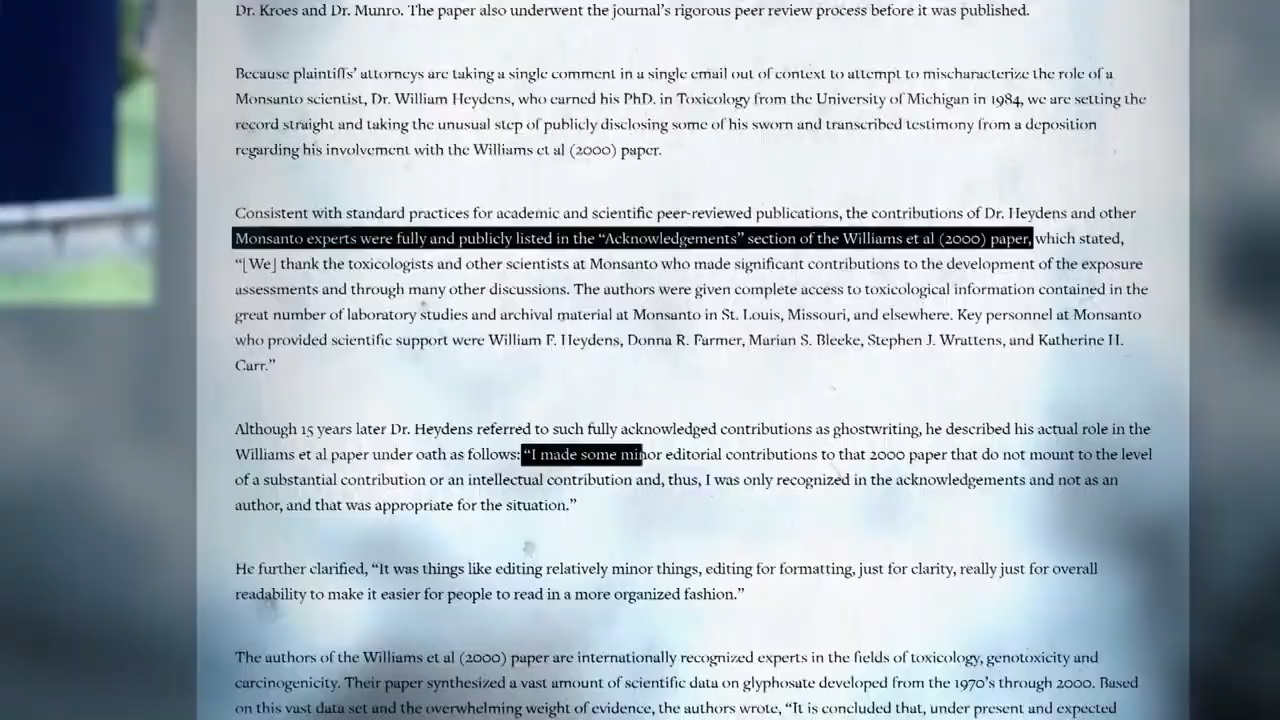 Dr. Kroes and Dr. Munro. The paper also underwent the journal’s rigorous peer review process before it was published.
Because plaintiffs’ attorneys are taking a single comment in a single email out of context to attempt to mischaracterize the role of a
Monsanto scientist, Dr. William Heydens, who earned his PhD. in Toxicology from the University of Michigan in 1984, we are setting the
record straight and taking the unusual step of publicly disclosing some of his sworn and transcribed testimony from a deposition
regarding his involvement with the Williams et al (2000) paper.
Consistent with standard practices for academic and scientific peer-reviewed publications, the contributions of Dr. Heydens and other
Monsanto experts were fully and publicly listed in the “Acknowledgements” section of the Williams et al (2000) paper, which stated,
“[We] thank the toxicologists and other scientists at Monsanto who made significant contributions to the development of the exposure
assessments and through many other discussions. The authors were given complete access to toxicological information contained in the
great number of laboratory studies and archival material at Monsanto in St. Louis, Missouri, and elsewhere. Key personnel at Monsanto
who provided scientific support were William F. Heydens, Donna R. Farmer, Marian S. Bleeke, Stephen J. Wrattens, and Katherine H.
Carr.”
Although 15 years later Dr. Heydens referred to such fully acknowledged contributions as ghostwriting, he described his actual role in the
Williams et al paper under oath as follows: “I made some minor editorial contributions to that 2000 paper that do not mount to the level
of a substantial contribution or an intellectual contribution and, thus, I was only recognized in the acknowledgements and not as an
author, and that was appropriate for the situation.”
He further clarified, “It was things like editing relatively minor things, editing for formatting, just for clarity, really just for overall
readability to make it easier for people to read in a more organized fashion.”
The authors of the Williams et al (2000) paper are internationally recognized experts in the fields of toxicology, genotoxicity and
carcinogenicity. Their paper synthesized a vast amount of scientific data on glyphosate developed from the 1970’s through 2000. Based
on this vast data set and the overwhelming weight of evidence, the authors wrote, “It is concluded that, under present and expected